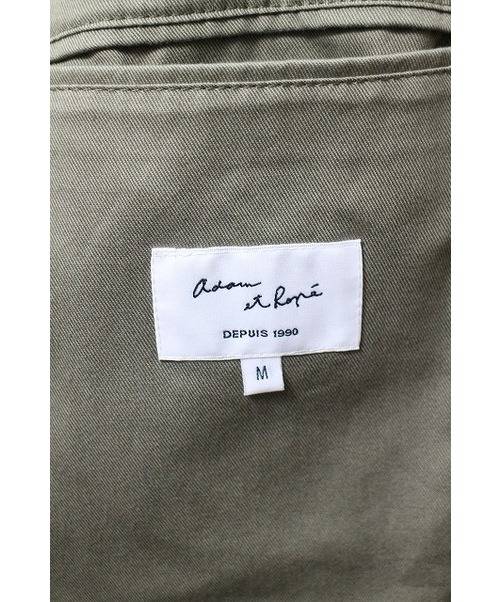 adam
et Ropé
DEPUIS 1990
M